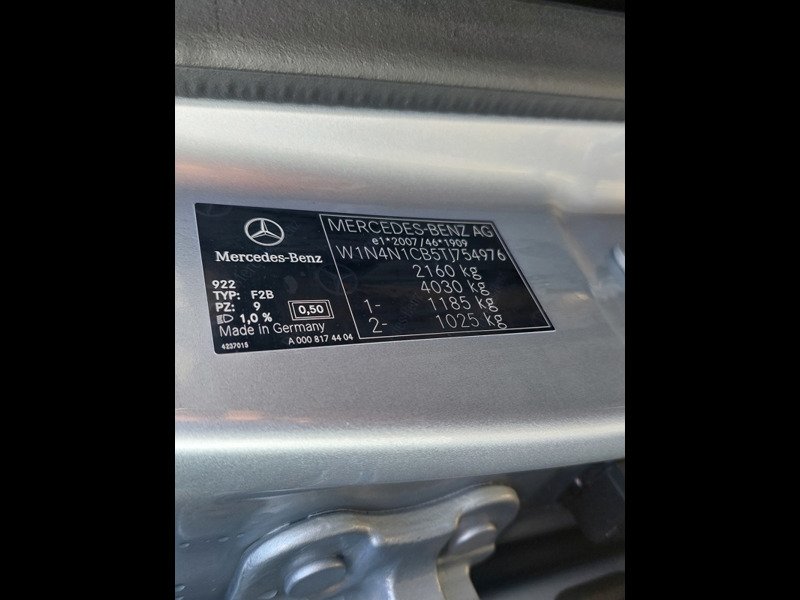 Mercedes-Benz
922
TYP: F2B
PZ: 9
1,0 % 0,50
Made in Germany
4237015 A 000 817 44 04
MERCEDES-BENZ AG
e1*2007/46*1909
W1N4N1CB5TJ754976
2160 kg
4030 kg
1- 1185 kg
2- 1025 kg